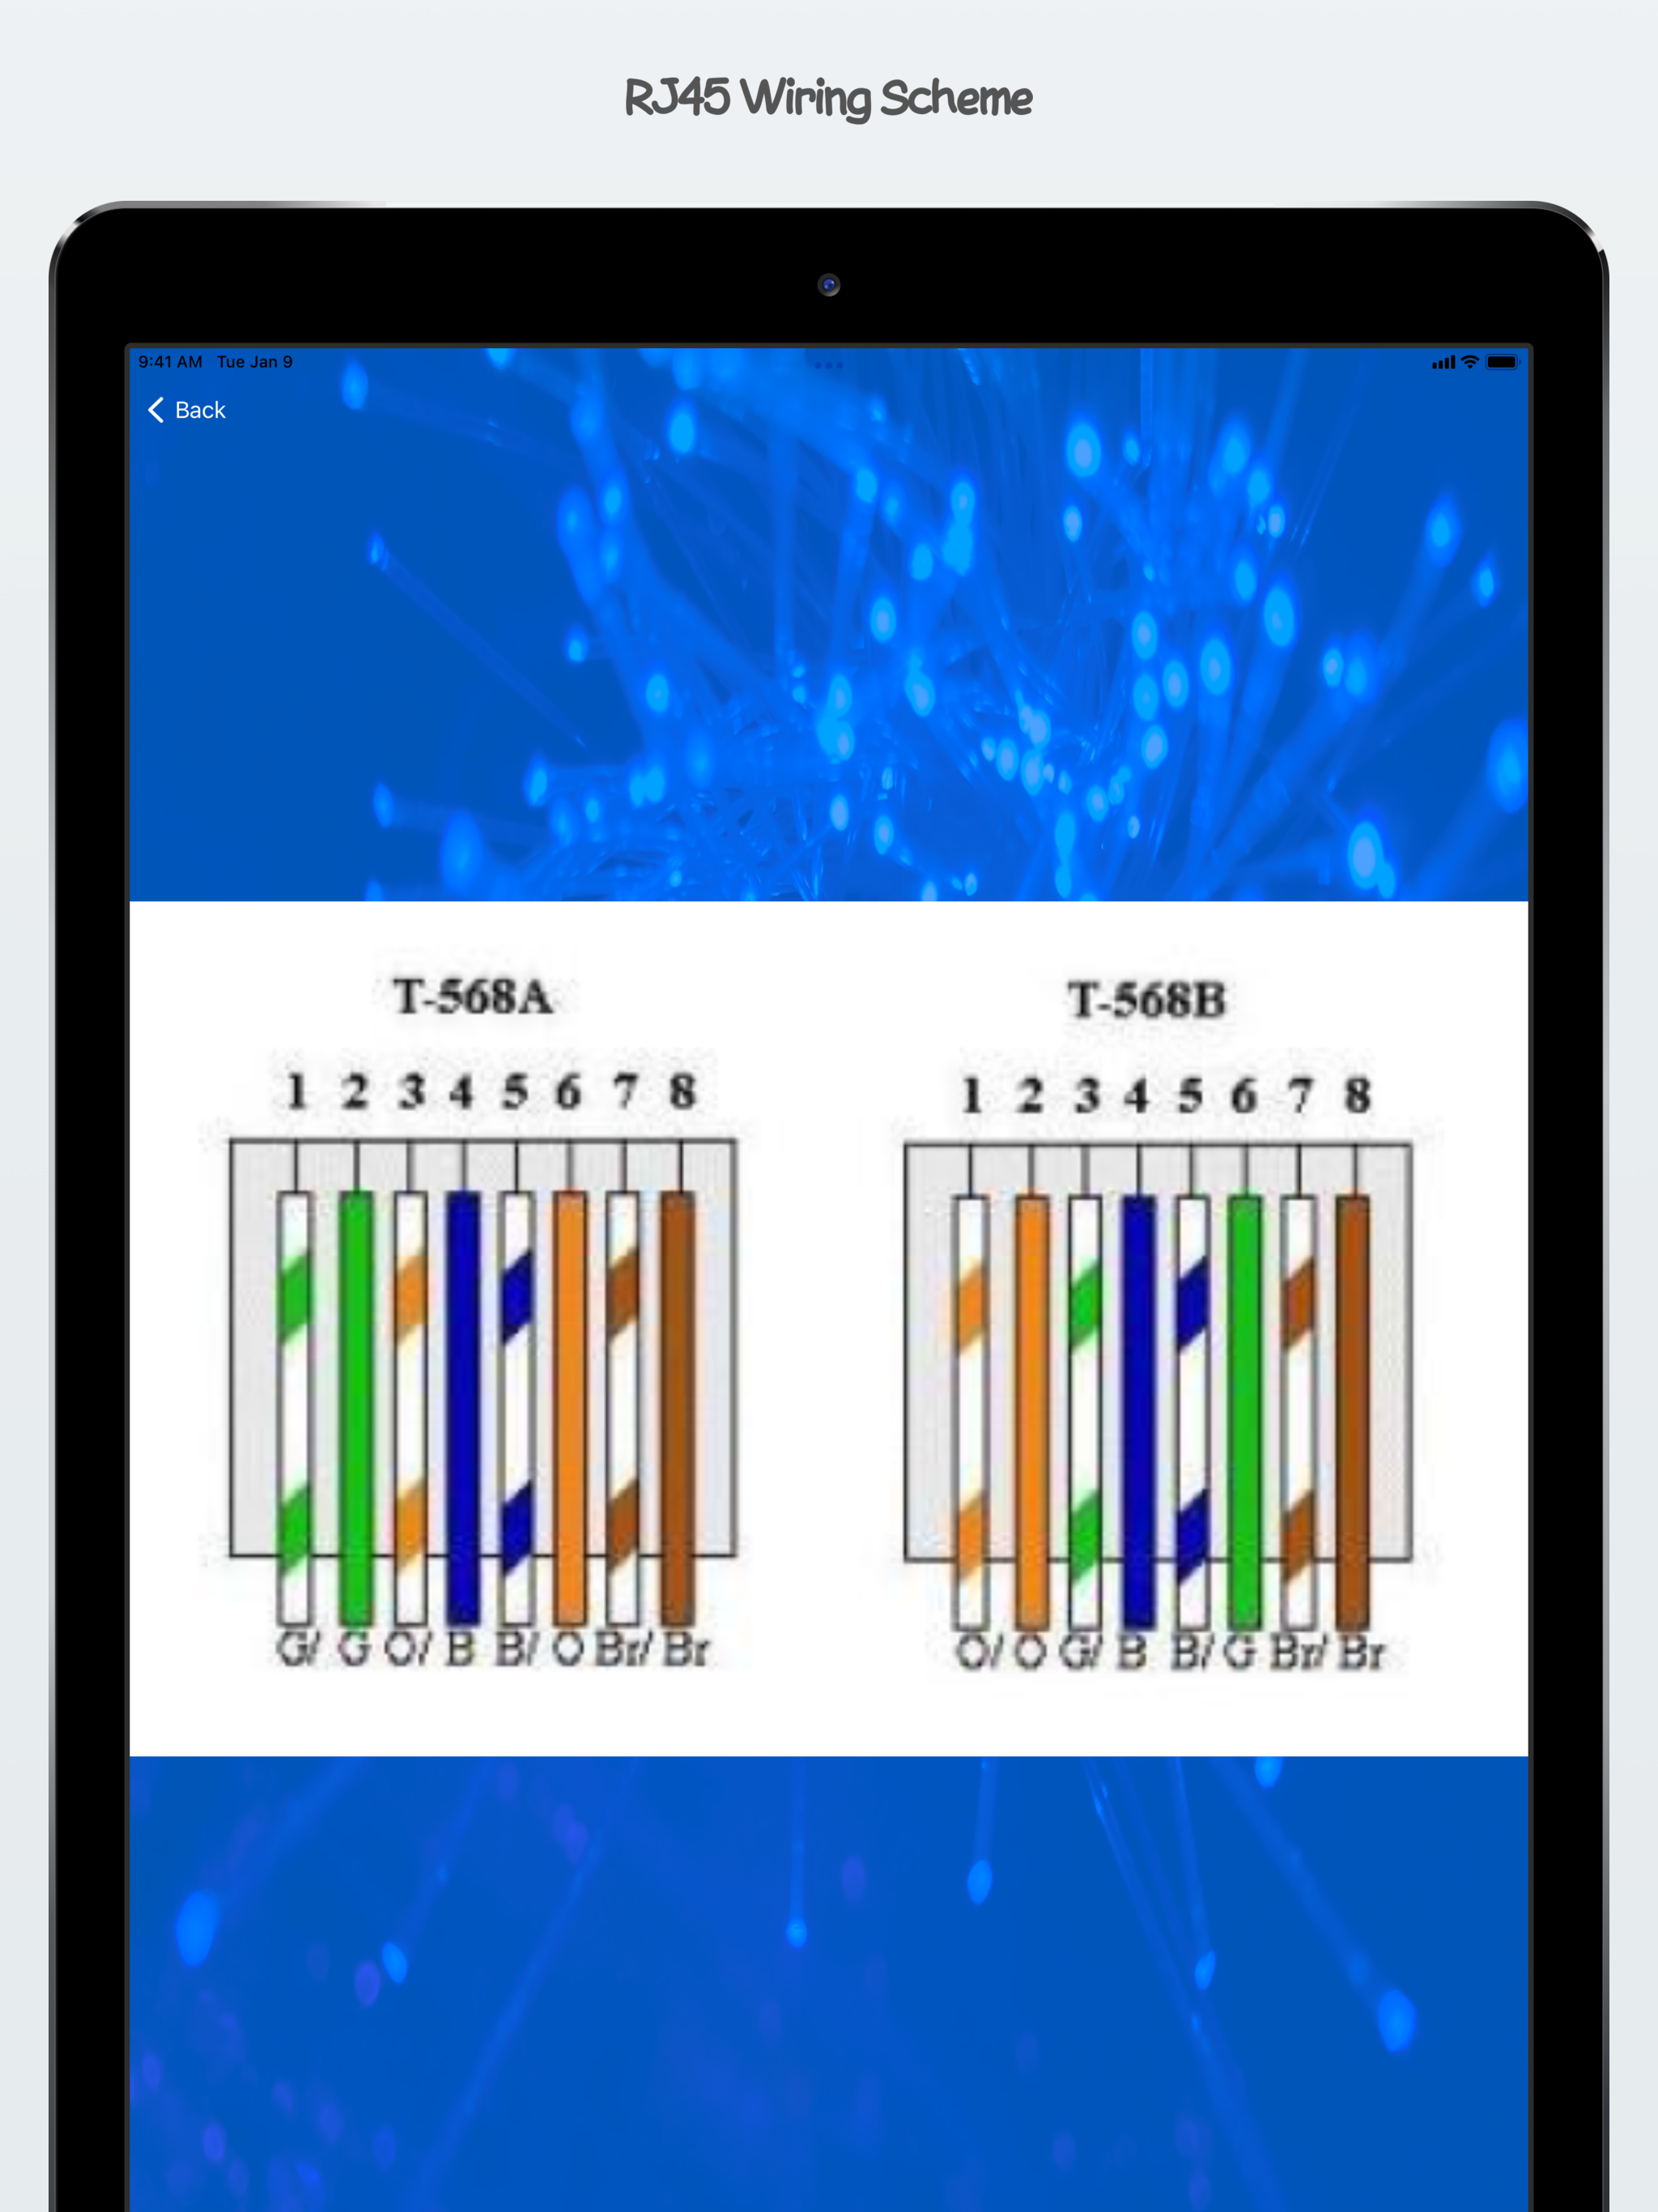 RJ45 Wiring Scheme
9:41 AM Tue Jan 9
Back
T-568A
1 2 3 4 5 6 7 8
G/ G O/ B B/ O Br/ Br
T-568B
1 2 3 4 5 6 7 8
O/ O G/ B B/ G Br/ Br